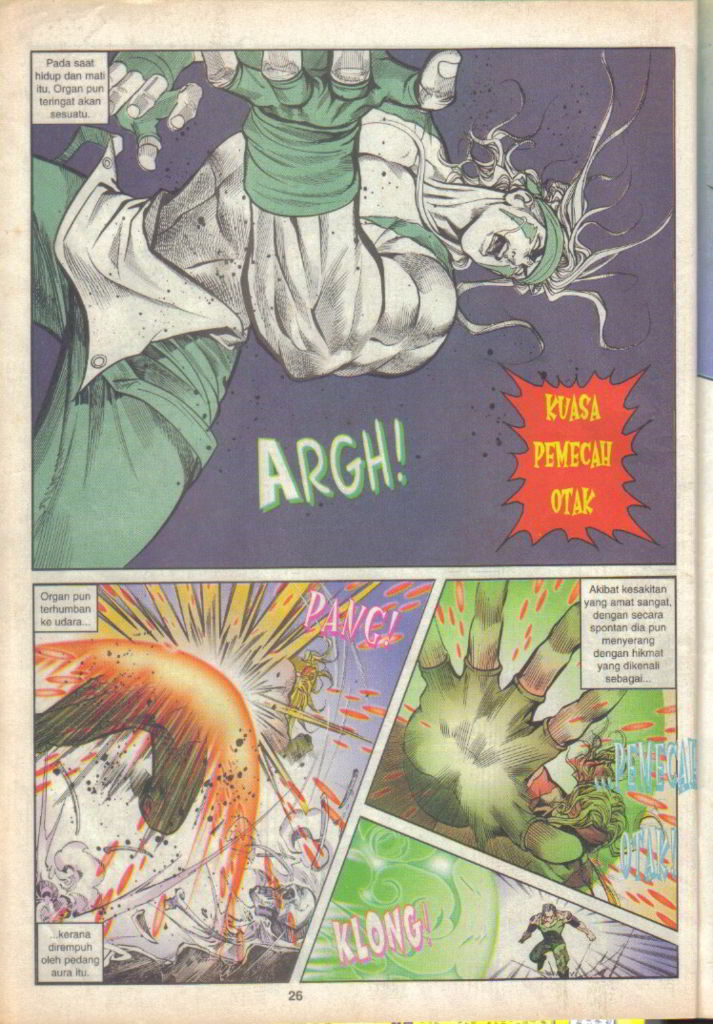 Pada saat
hidup dan mati
itu, Organ pun
teringat akan
sesuatu.
ARGH!
KUASA
PEMECAH
OTAK
Organ pun
terhumban
ke udara...
PANG!
...kerana
dirempuh
oleh pedang
aura itu.
Akibat kesakitan
yang amat sangat,
dengan secara
spontan dia pun
menyerang
dengan hikmat
yang dikenali
sebagai...
...PEMECAH
OTAK!
KLONG!
26